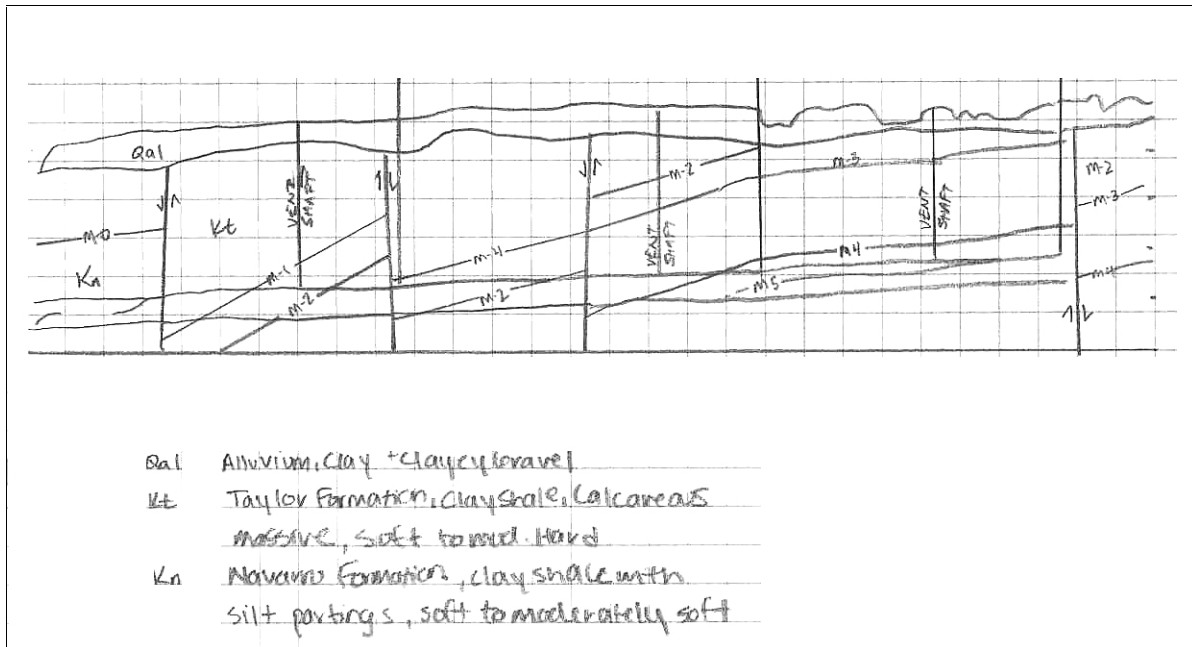 Qal
M-0
Kn
Kt
VENT SHAFT
M-1
M-2
M-4
M-2
M-2
VENT SHAFT
M-3
M4
M-5
VENT SHAFT
M-2
M-3
M4
Qal Alluvium, Clay + Clayey Gravel
Kt Taylor Formation, Clay Shale, Calcareous
massive, soft to mod. Hard
Kn Navarro Formation, clay shale with
silt partings, soft to moderately soft